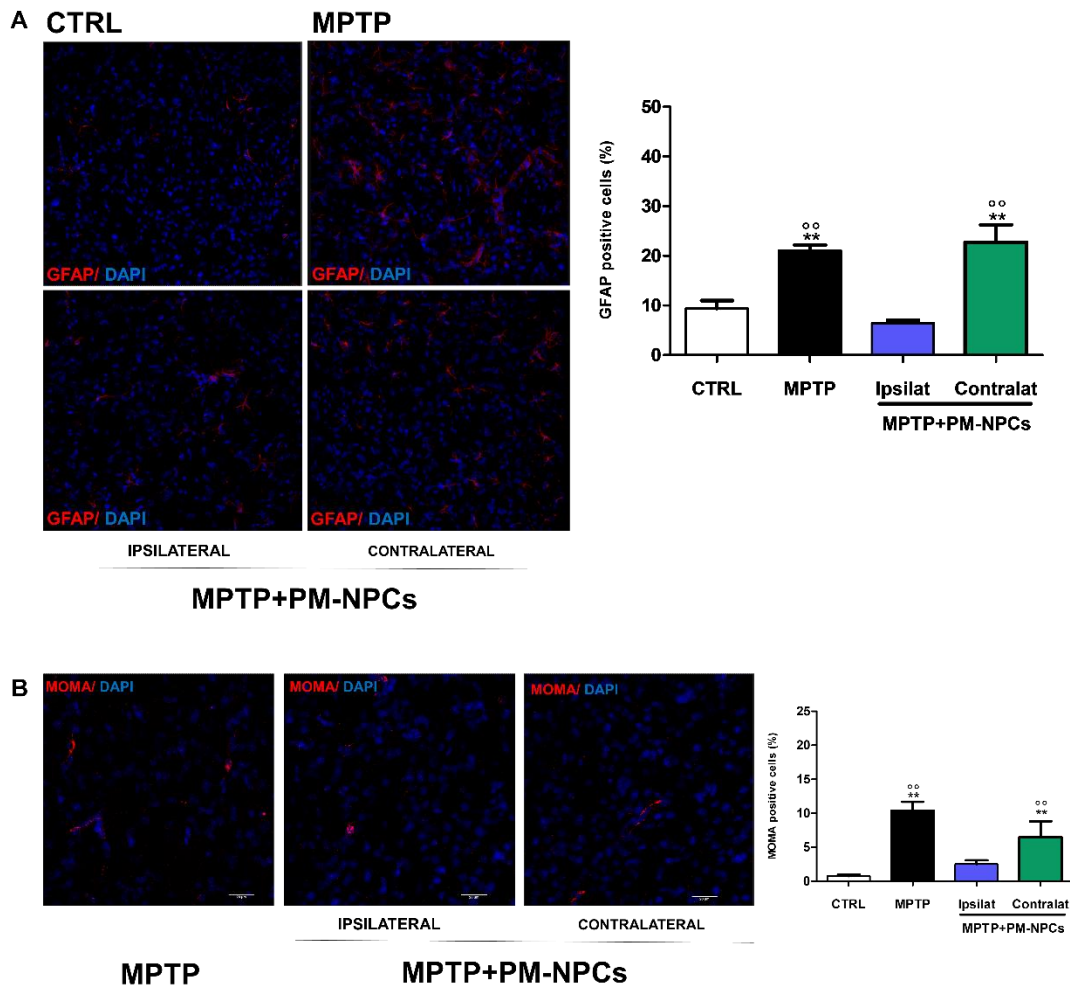 A
CTRL
MPTP
GFAP/ DAPI
GFAP/ DAPI
GFAP/ DAPI
GFAP/ DAPI
IPSILATERAL
CONTRALATERAL
MPTP+PM-NPCs
GFAP positive cells (%)
50
40
30
20
10
0
°°
**
°°
**
CTRL
MPTP
Ipsilat
Contralat
MPTP+PM-NPCs
B
MOMA/ DAPI
MOMA/ DAPI
MOMA/ DAPI
IPSILATERAL
CONTRALATERAL
MPTP
MPTP+PM-NPCs
MOMA positive cells (%)
25
20
15
10
5
0
°°
**
°°
**
CTRL
MPTP
Ipsilat
Contralat
MPTP+PM-NPCs